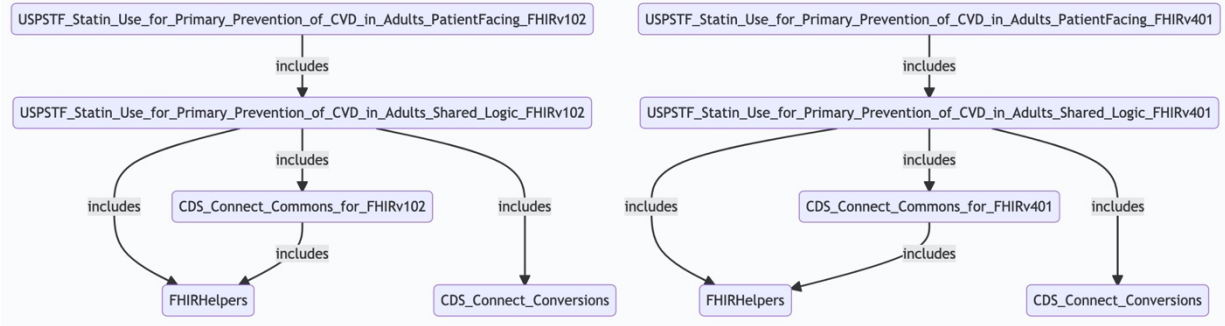 USPSTF_Statin_Use_for_Primary_Prevention_of_CVD_in_Adults_PatientFacing_FHIRv102
includes
USPSTF_Statin_Use_for_Primary_Prevention_of_CVD_in_Adults_Shared_Logic_FHIRv102
includes
includes
CDS_Connect_Commons_for_FHIRv102
includes
includes
FHIRHelpers
CDS_Connect_Conversions
USPSTF_Statin_Use_for_Primary_Prevention_of_CVD_in_Adults_PatientFacing_FHIRv401
includes
USPSTF_Statin_Use_for_Primary_Prevention_of_CVD_in_Adults_Shared_Logic_FHIRv401
includes
includes
CDS_Connect_Commons_for_FHIRv401
includes
includes
FHIRHelpers
CDS_Connect_Conversions